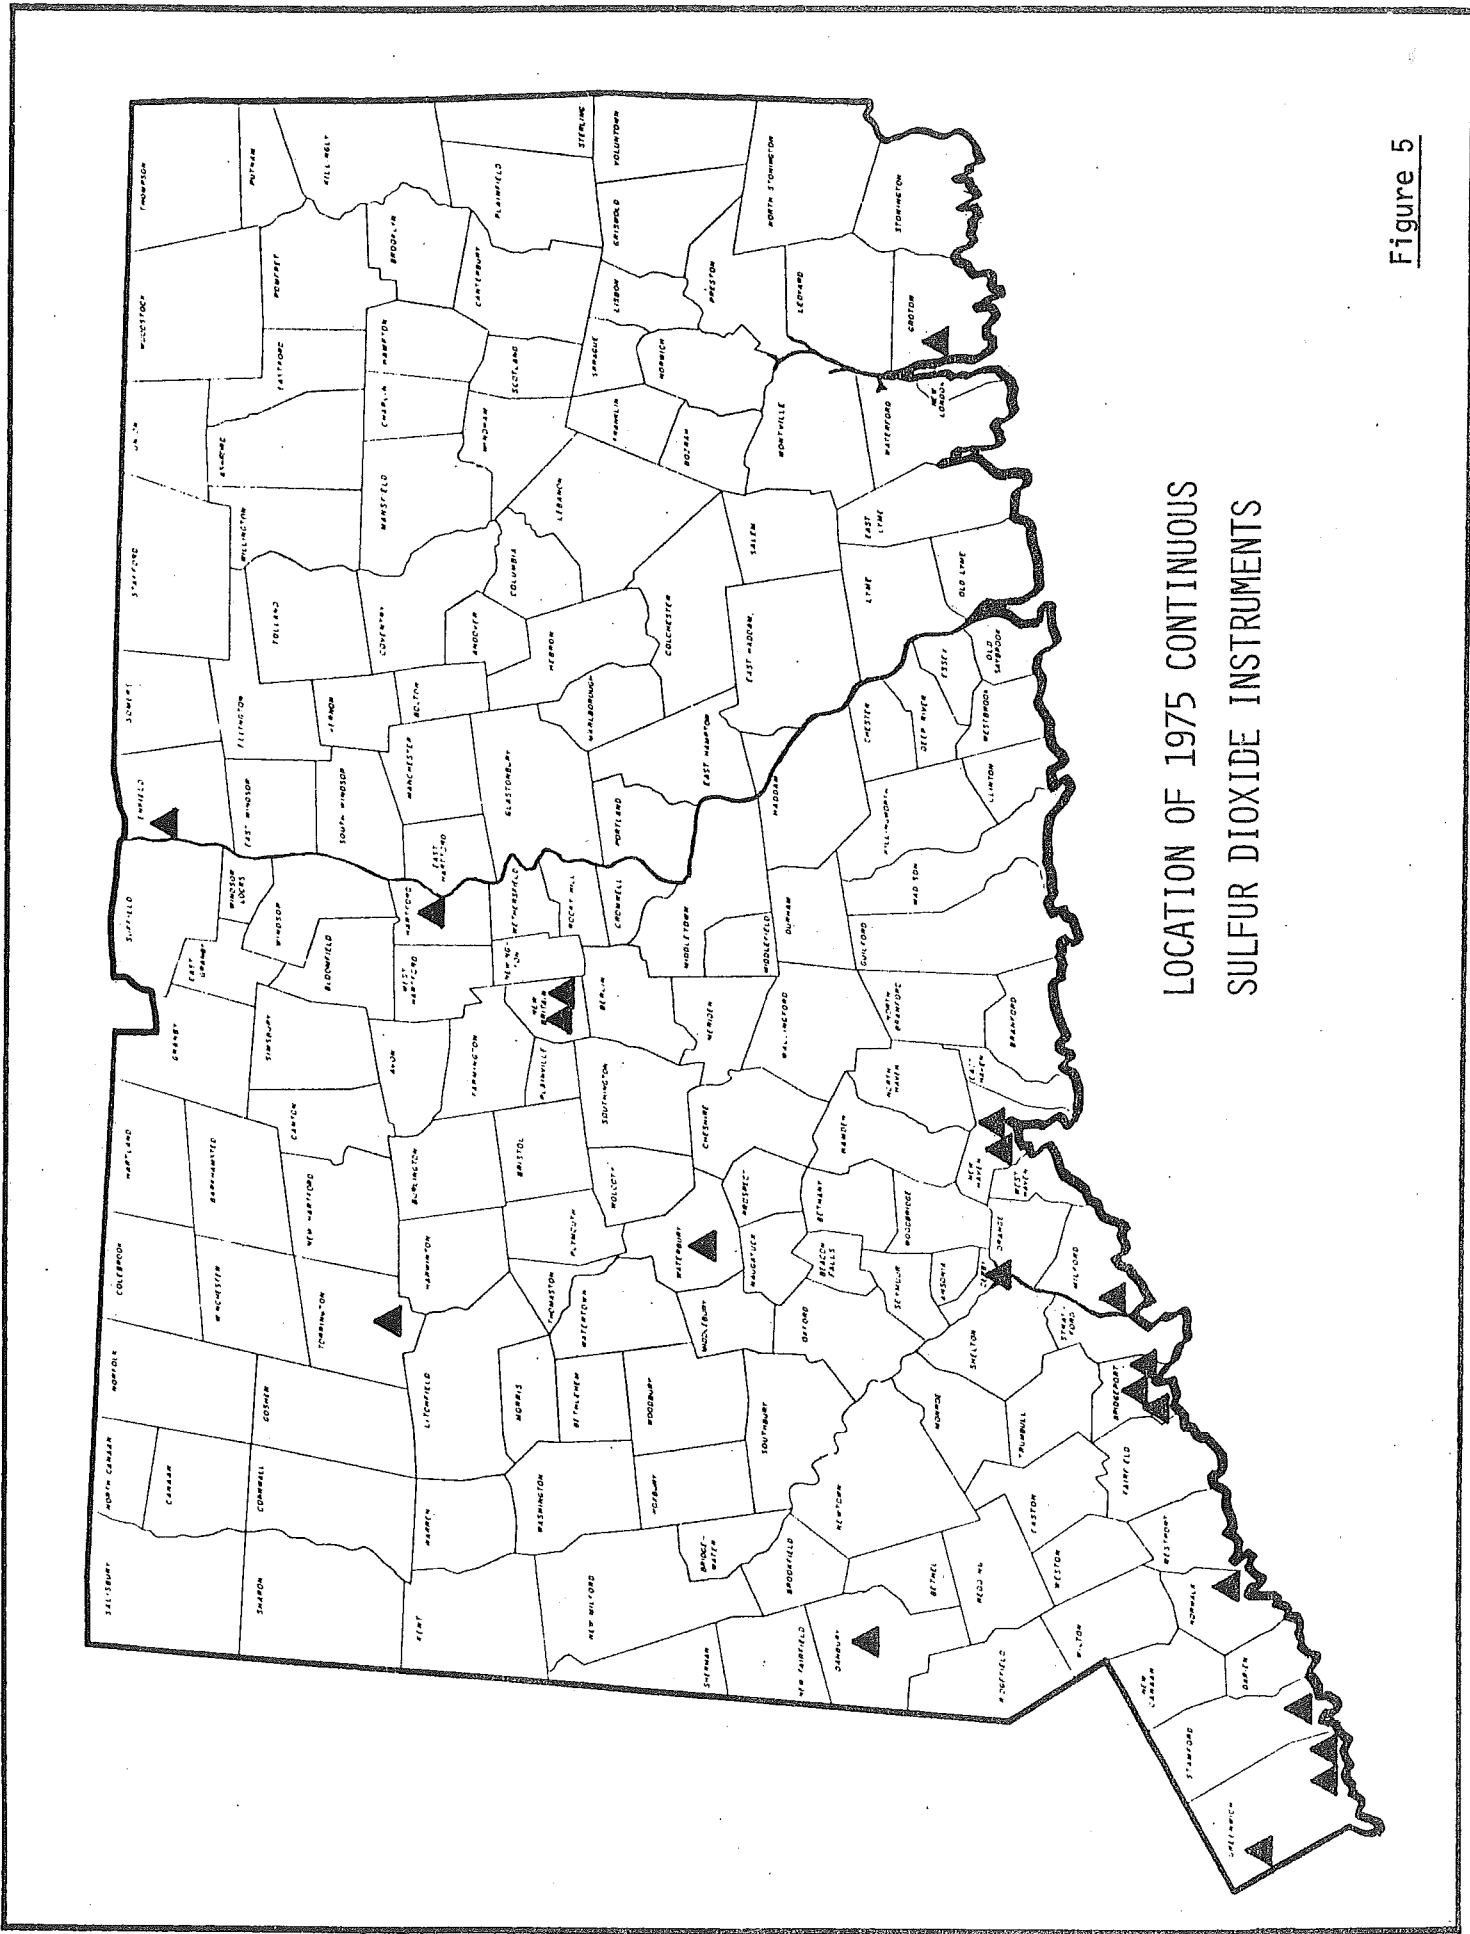 SALISBURY
NORTH CANAAN
NORFOLK
COLEBROOK
HARTLAND
SUFFIELD
ENFIELD
SOMERS
STAFFORD
WOODSTOCK
THOMPSON
CANAAN
WINCHESTER
BARKHAMSTED
GRANBY
EAST
GRANBY
WINDSOR
LOCKS
EAST WINDSOR
ELLINGTON
WILLINGTON
ASHFORD
EASTFORD
POMFRET
PUTNAM
SHARON
CORNWALL
GOSHEN
TORRINGTON
NEW HARTFORD
CANTON
SIMSBURY
WINDSOR
BLOOMFIELD
SOUTH WINDSOR
VERNON
TOLLAND
KILLINGLY
KENT
WARREN
LITCHFIELD
HARWINTON
BURLINGTON
AVON
WEST
HARTFORD
HARTFORD
EAST
HARTFORD
MANCHESTER
BOLTON
COVENTRY
MANSFIELD
CHAPLIN
HAMPTON
BROOKLYN
NEW MILFORD
WASHINGTON
MORRIS
BETHLEHEM
THOMASTON
WATERTOWN
PLYMOUTH
BRISTOL
FARMINGTON
PLAINVILLE
NEW
BRITAIN
NEWING-
TON
WETHERSFIELD
ROCKY HILL
GLASTONBURY
ANDOVER
HEBRON
COLUMBIA
LEBANON
WINDHAM
SCOTLAND
CANTERBURY
PLAINFIELD
STERLING
SHERMAN
BRIDGE-
WATER
ROXBURY
WOODBURY
MIDDLEBURY
WATERBURY
WOLCOTT
CHESHIRE
SOUTHINGTON
BERLIN
MERIDEN
CROMWELL
MIDDLETOWN
MIDDLEFIELD
PORTLAND
EAST HAMPTON
MARLBOROUGH
COLCHESTER
FRANKLIN
BOZRAH
SPRAGUE
NORWICH
LISBON
GRISWOLD
VOLUNTOWN
PRESTON
NEW FAIRFIELD
DANBURY
BROOKFIELD
NEWTOWN
SOUTHBURY
OXFORD
NAUGATUCK
PROSPECT
BEACON
FALLS
BETHANY
HAMDEN
WALLINGFORD
DURHAM
HADDAM
EAST HADDAM
SALEM
MONTVILLE
LEDYARD
NORTH STONINGTON
RIDGEFIELD
BETHEL
REDDING
MONROE
SHELTON
SEYMOUR
ANSONIA
DERBY
WOODBRIDGE
NORTH
HAVEN
NORTH
BRANFORD
GUILFORD
MADISON
KILLINGWORTH
CHESTER
DEEP RIVER
ESSEX
LYME
EAST
LYME
WATERFORD
NEW
LONDON
GROTON
STONINGTON
WILTON
WESTON
EASTON
TRUMBULL
STRAT-
FORD
ORANGE
MILFORD
NEW
HAVEN
WEST
HAVEN
EAST
HAVEN
BRANFORD
CLINTON
WESTBROOK
OLD
SAYBROOK
OLD LYME
GREENWICH
STAMFORD
NEW
CANAAN
DARIEN
NORWALK
WESTPORT
FAIRFIELD
BRIDGEPORT
LOCATION OF 1975 CONTINUOUS
SULFUR DIOXIDE INSTRUMENTS
Figure 5